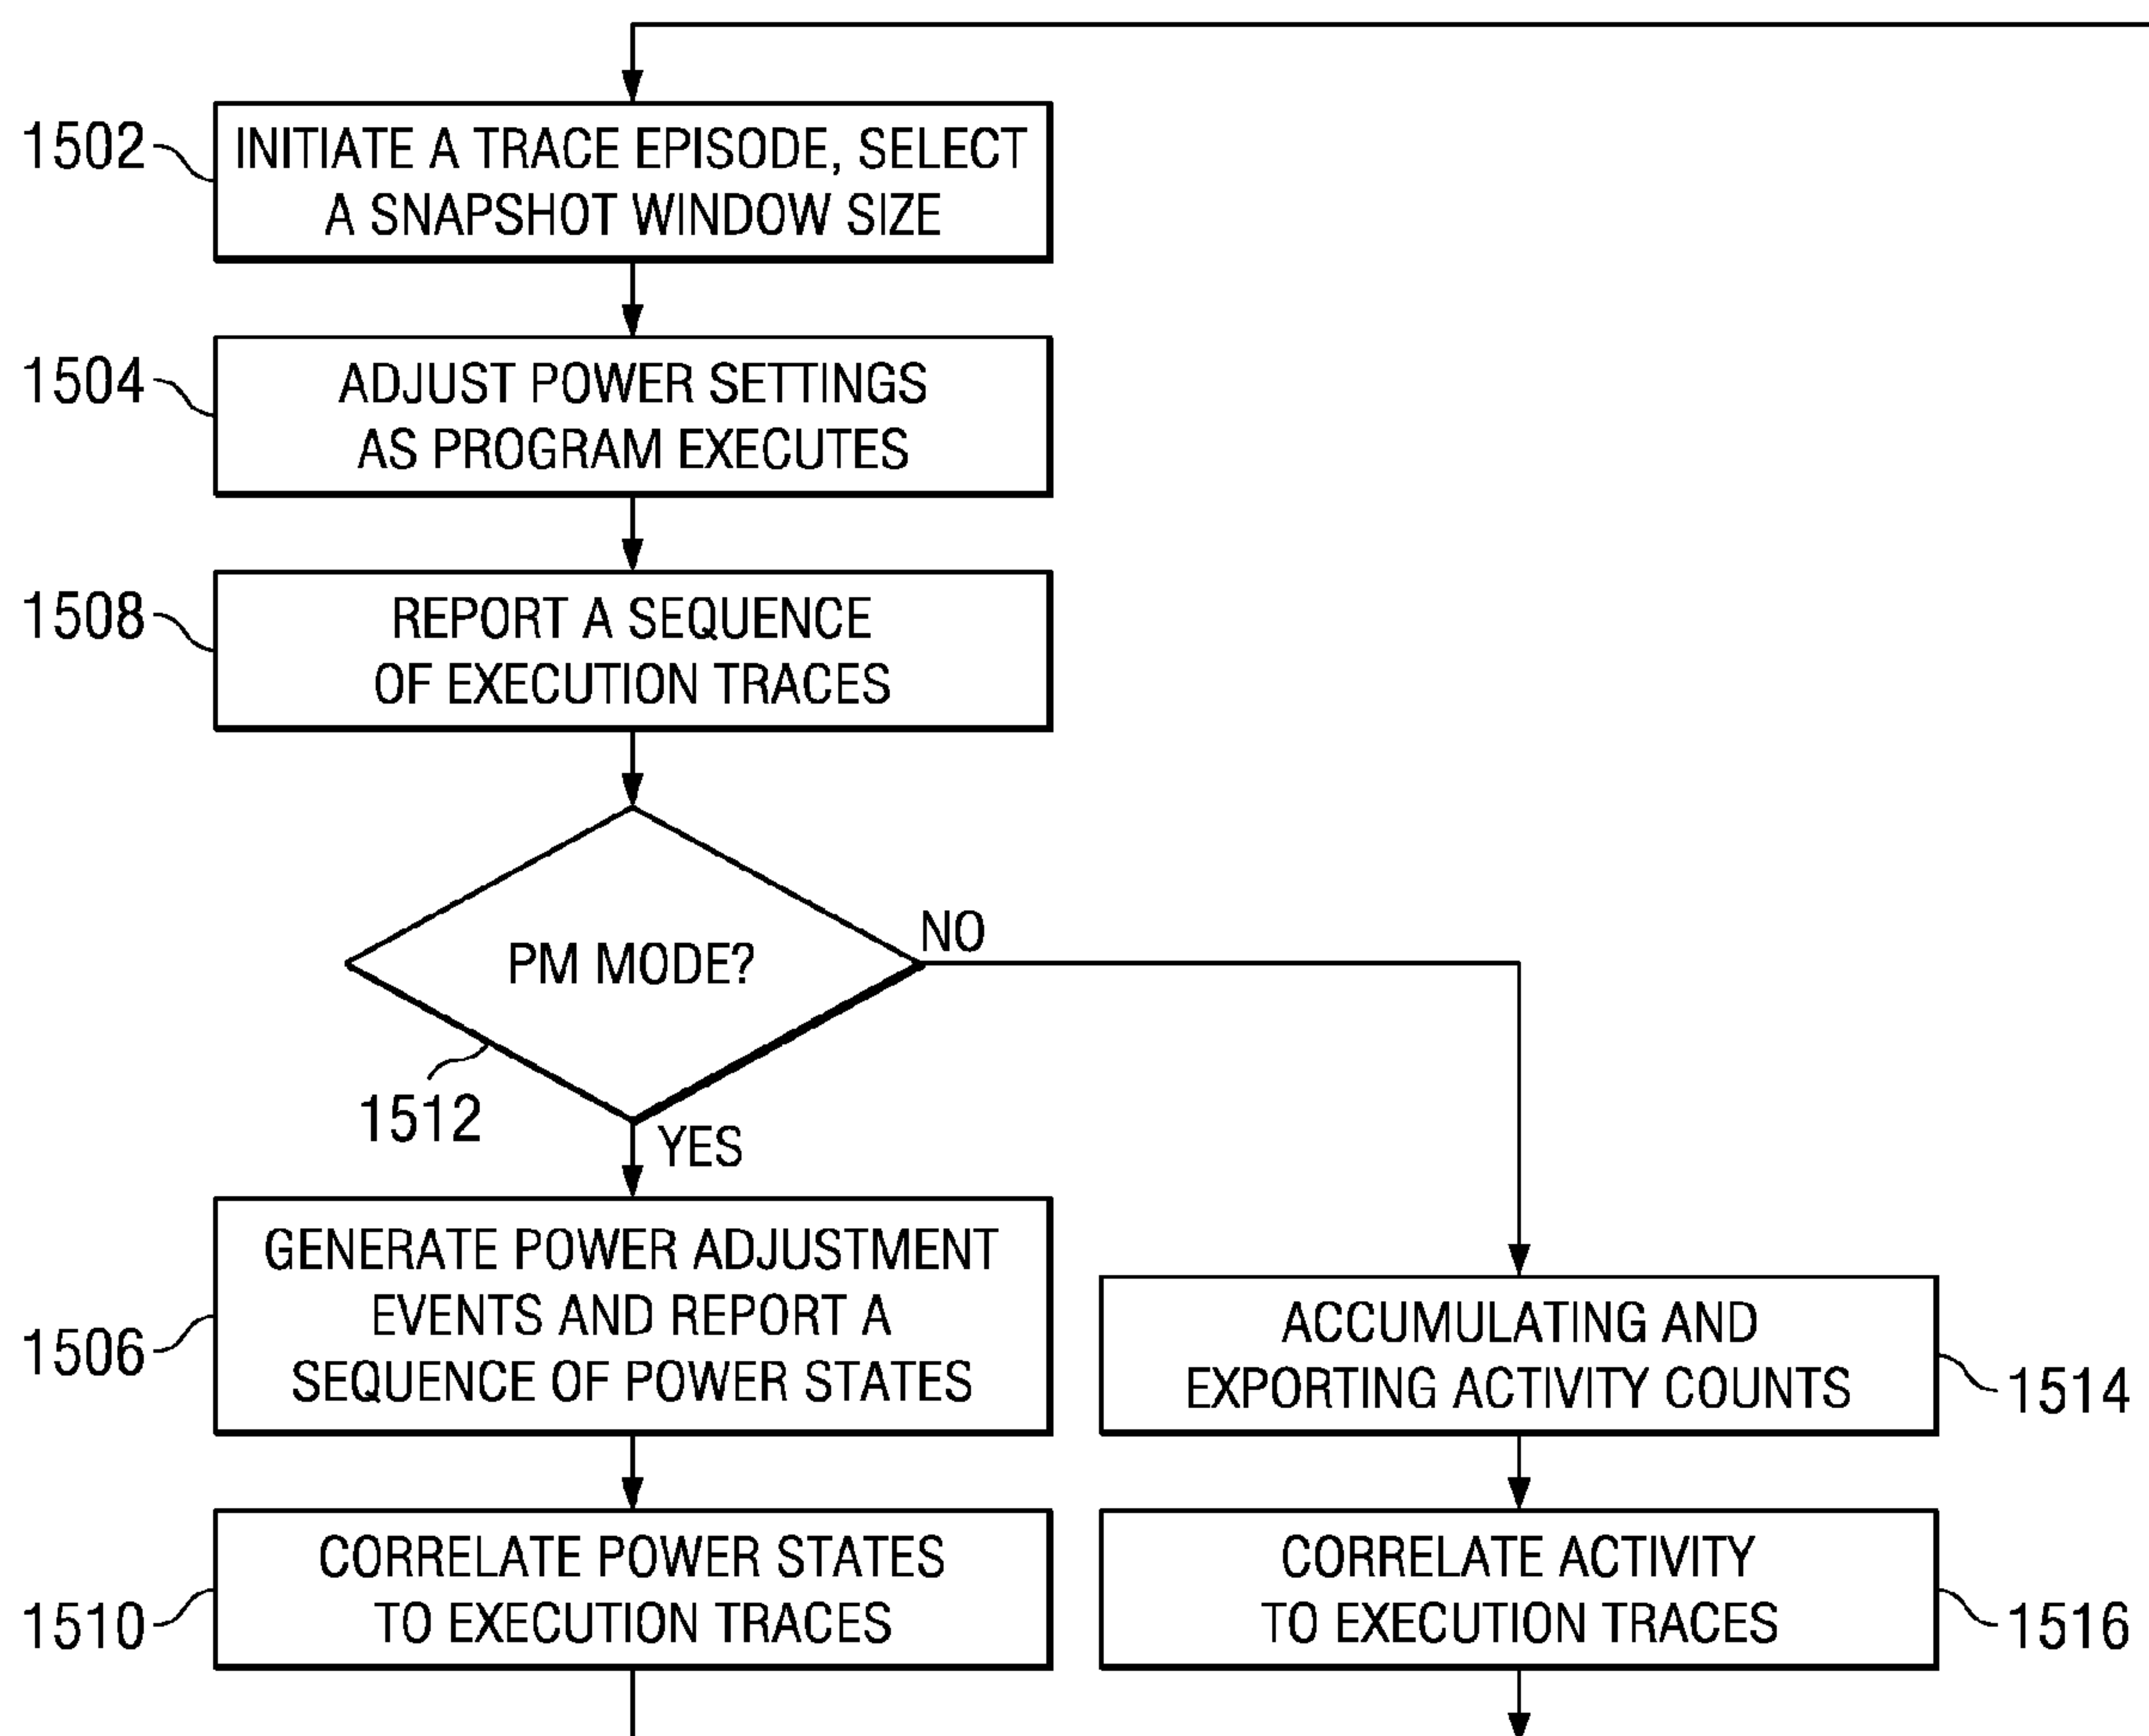 1502
INITIATE A TRACE EPISODE, SELECT
A SNAPSHOT WINDOW SIZE
1504
ADJUST POWER SETTINGS
AS PROGRAM EXECUTES
1508
REPORT A SEQUENCE
OF EXECUTION TRACES
PM MODE?
NO
1512
YES
1506
GENERATE POWER ADJUSTMENT
EVENTS AND REPORT A
SEQUENCE OF POWER STATES
ACCUMULATING AND
EXPORTING ACTIVITY COUNTS
1514
1510
CORRELATE POWER STATES
TO EXECUTION TRACES
CORRELATE ACTIVITY
TO EXECUTION TRACES
1516